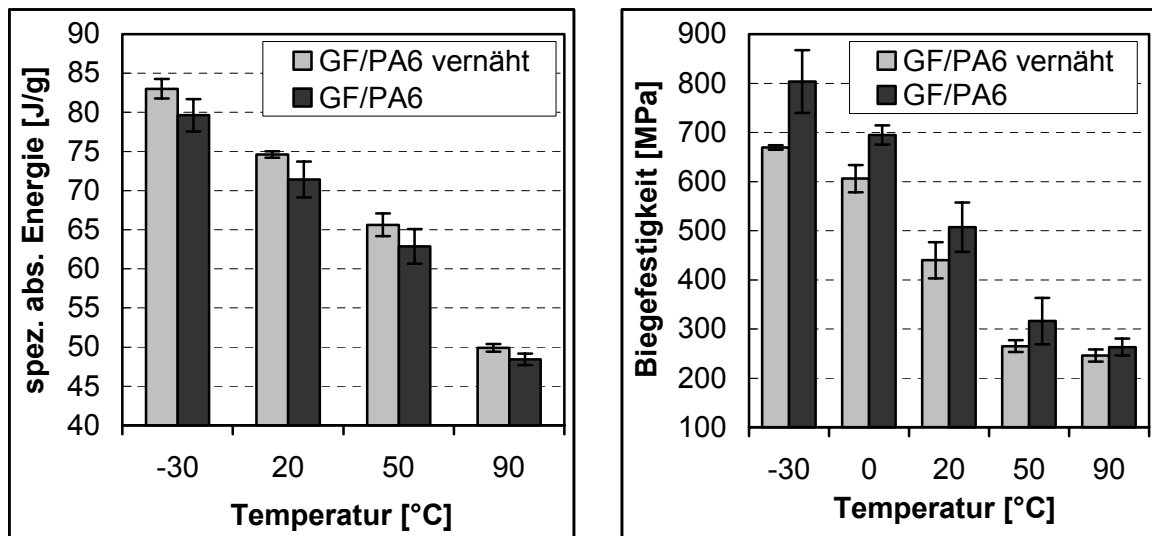 spez. abs. Energie [J/g]
90
85
80
75
70
65
60
55
50
45
40
GF/PA6 vernäht
GF/PA6
-30 20 50 90
Temperatur [°C]
Biegefestigkeit [MPa]
900
800
700
600
500
400
300
200
100
GF/PA6 vernäht
GF/PA6
-30 0 20 50 90
Temperatur [°C]